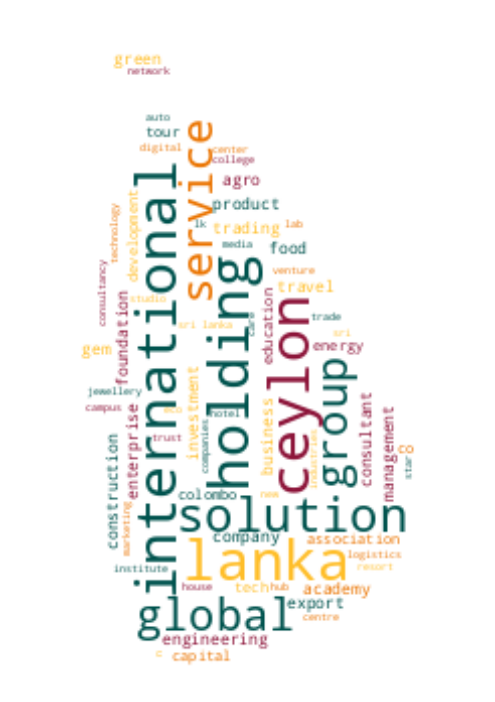 green
network
auto
tour
service
digital
center
college
international
agro
development
product
technology
lk
trading
lab
media
food
holding
consultancy
venture
studio
travel
foundation
education
ceylon
care
trade
sri lanka
sri
gem
energy
group
investment
jewellery
campus
eco
hotel
enterprise
business
consultant
management
trust
companies
industries
co
star
construction
colombo
new
marketing
solution
company
association
lanka
logistics
institute
resort
house
tech
hub
academy
global
export
centre
engineering
c
capital